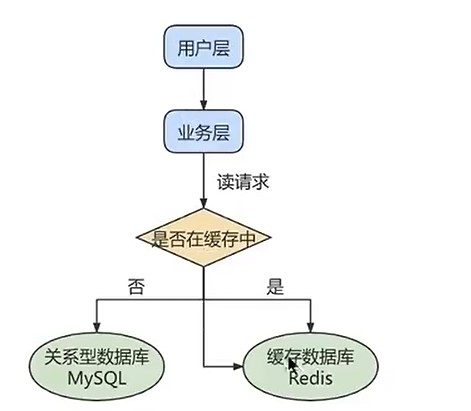 用户层
业务层
读请求
是否在缓存中
否
是
关系型数据库
MySQL
缓存数据库
Redis